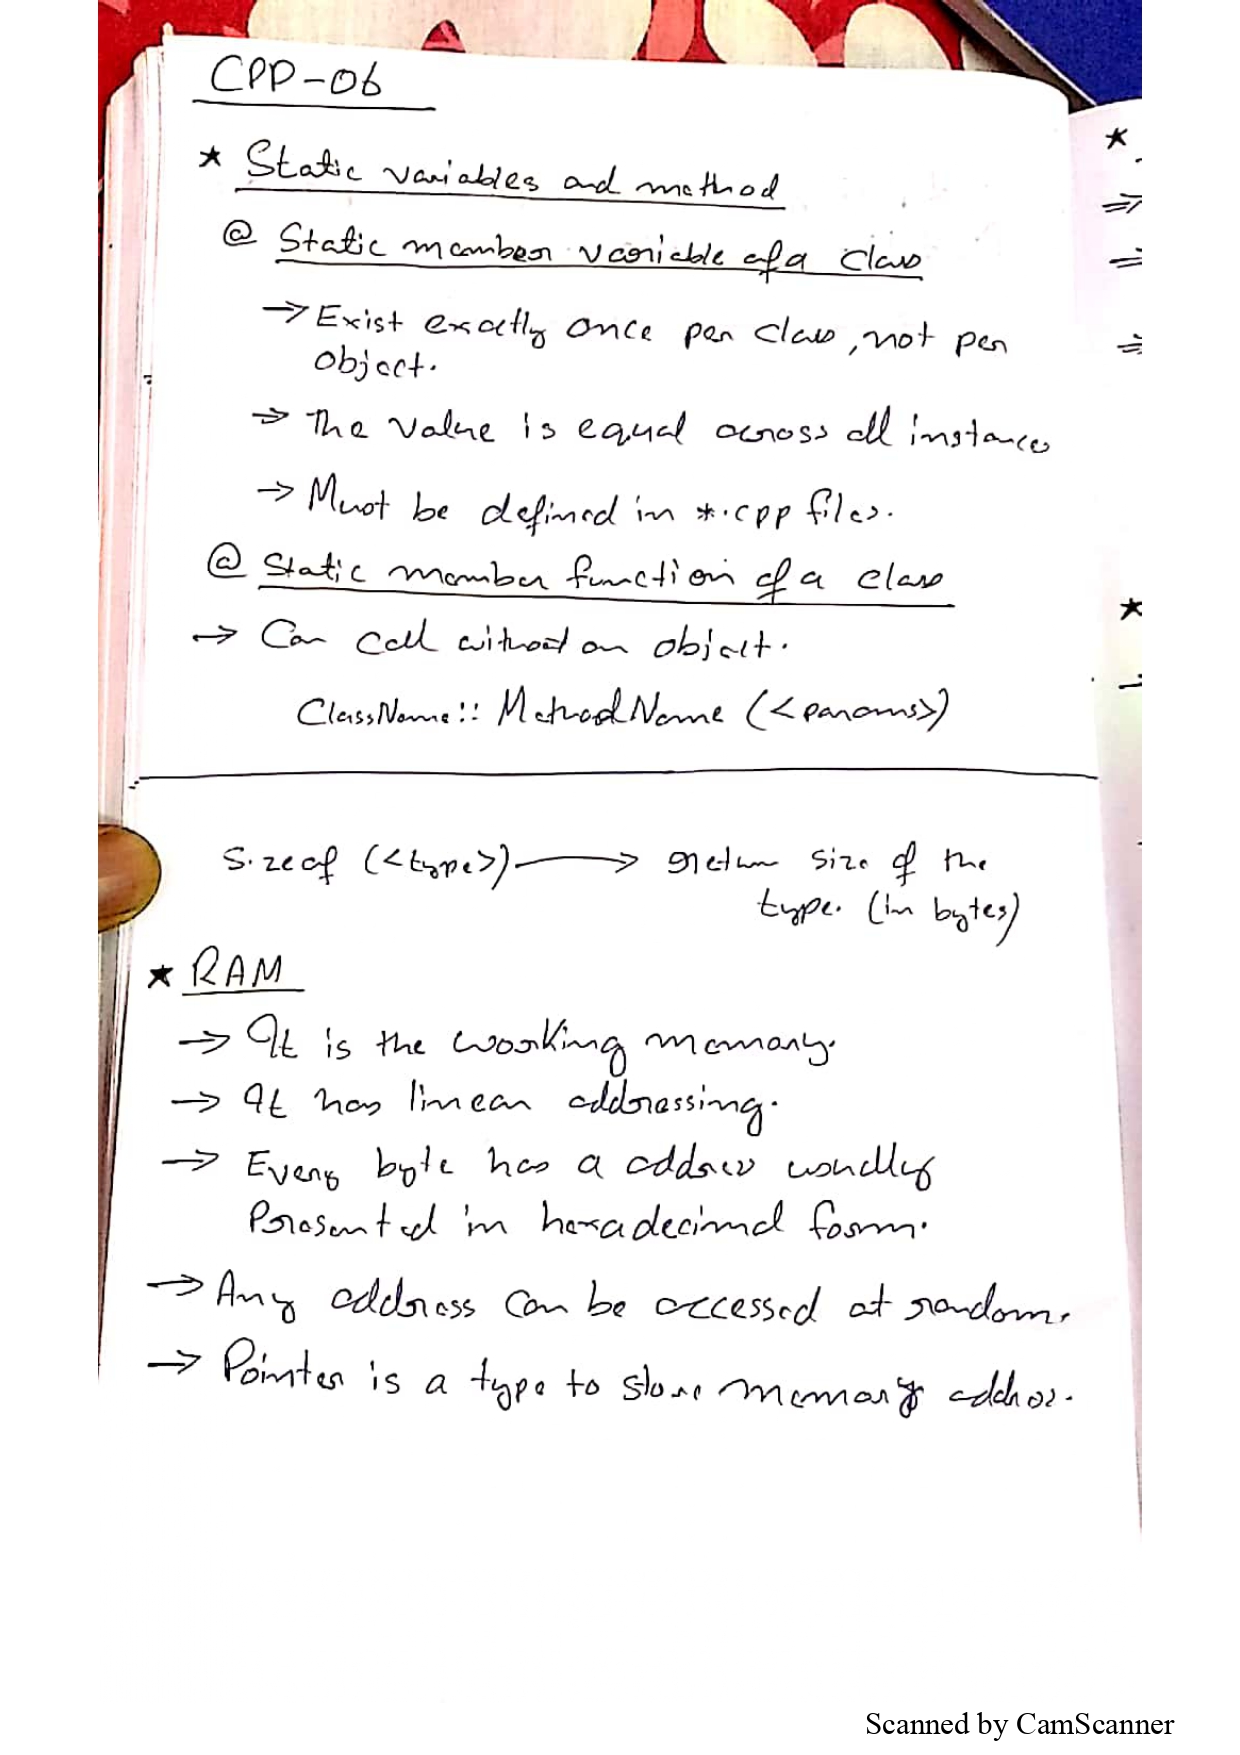 CPP-06
★ Static variables and method
@ Static member variable of a class
→ Exist exactly once per class, not per
object.
→ The value is equal across all instances
→ Must be defined in *.cpp files.
@ Static member function of a class
→ Can call without an object.
ClassName:: MethodName (<params>)
Sizeof (<type>) → return size of the
type. (in bytes)
★ RAM
→ It is the working memory.
→ It has linear addressing.
→ Every byte has a address usually
Presented in hexadecimal form.
→ Any address can be accessed at random.
→ Pointer is a type to store memory address.
Scanned by CamScanner